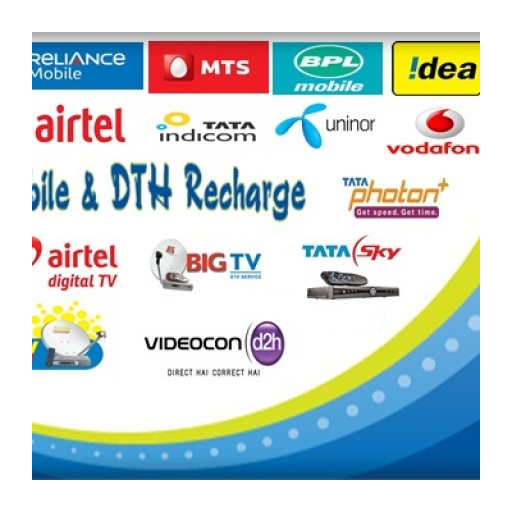 RELIANCE
Mobile
MTS
BPL
mobile
!dea
airtel
TATA
indicom
uninor
vodafon
bile & DTH Recharge
TATA
photon+
Get speed. Get time.
airtel
digital TV
BIG TV
DTH SERVICE
TATA Sky
VIDEOCON d2h
DIRECT HAI CORRECT HAI